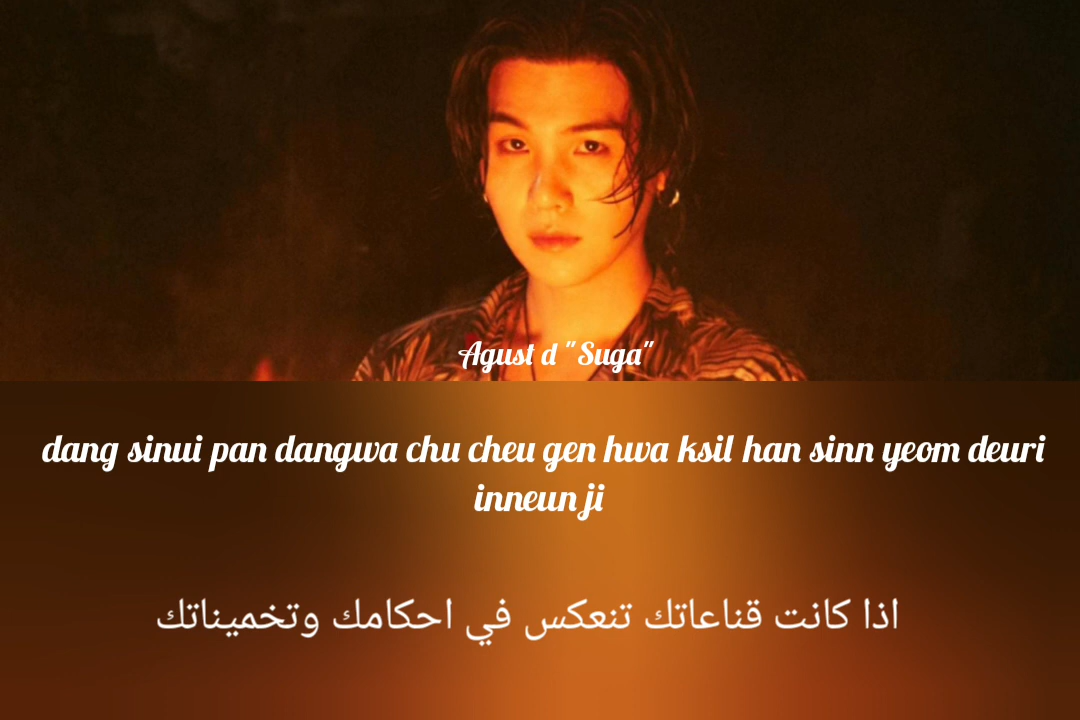 Agust d "Suga"
dang sinui pan dangwa chu cheu gen hwa ksil han sinn yeom deuri
inneun ji
اذا كانت قناعاتك تنعكس في احكامك وتخميناتك